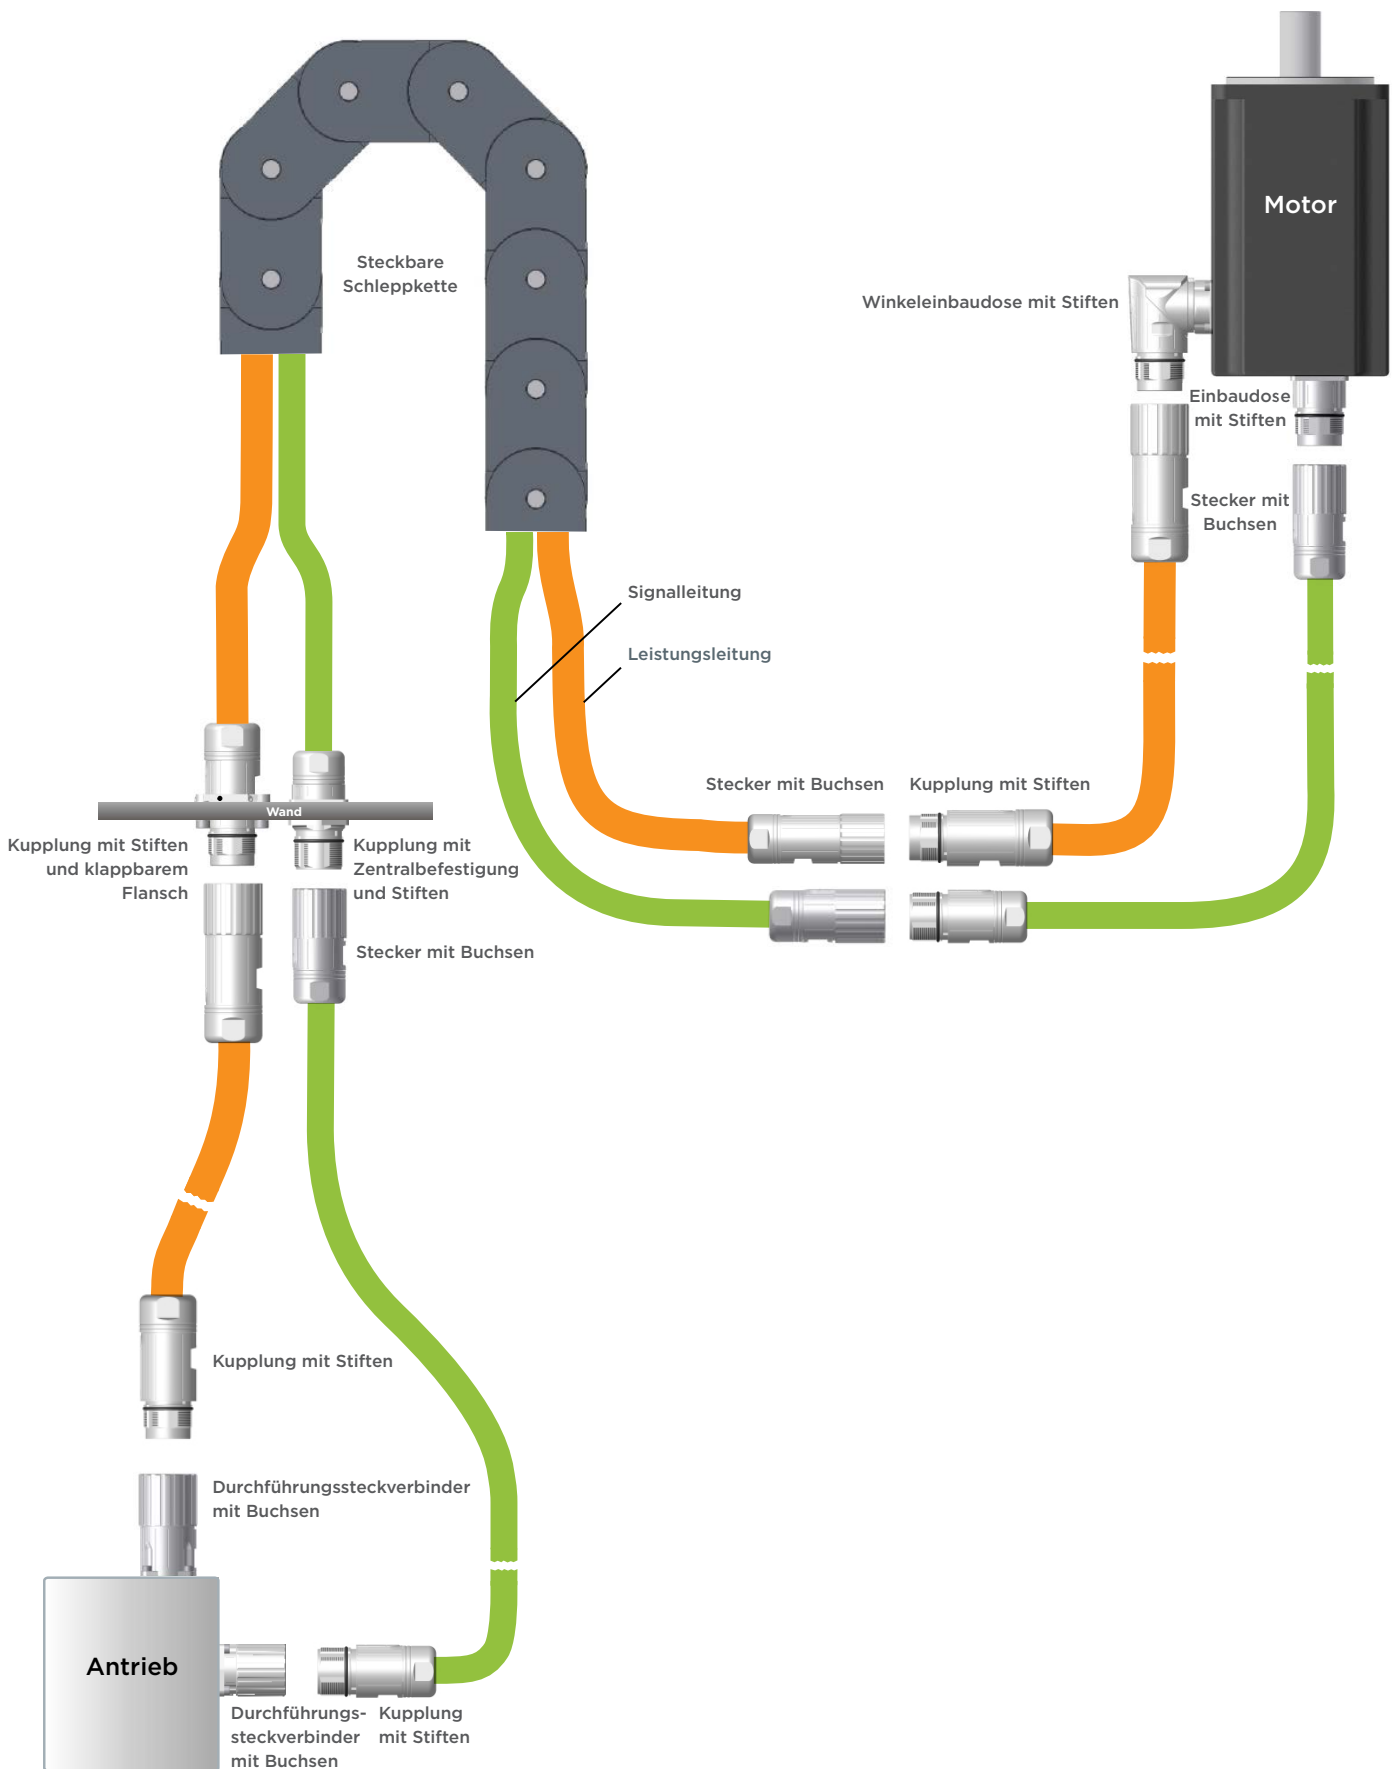 Motor
Steckbare
Schleppkette
Winkeleinbaudose mit Stiften
Einbaudose
mit Stiften
Stecker mit
Buchsen
Signalleitung
Leistungsleitung
Stecker mit Buchsen
Kupplung mit Stiften
Wand
Kupplung mit Stiften
und klappbarem
Flansch
Kupplung mit
Zentralbefestigung
und Stiften
Stecker mit Buchsen
Kupplung mit Stiften
Durchführungssteckverbinder
mit Buchsen
Antrieb
Durchführungs-
steckverbinder
mit Buchsen
Kupplung
mit Stiften